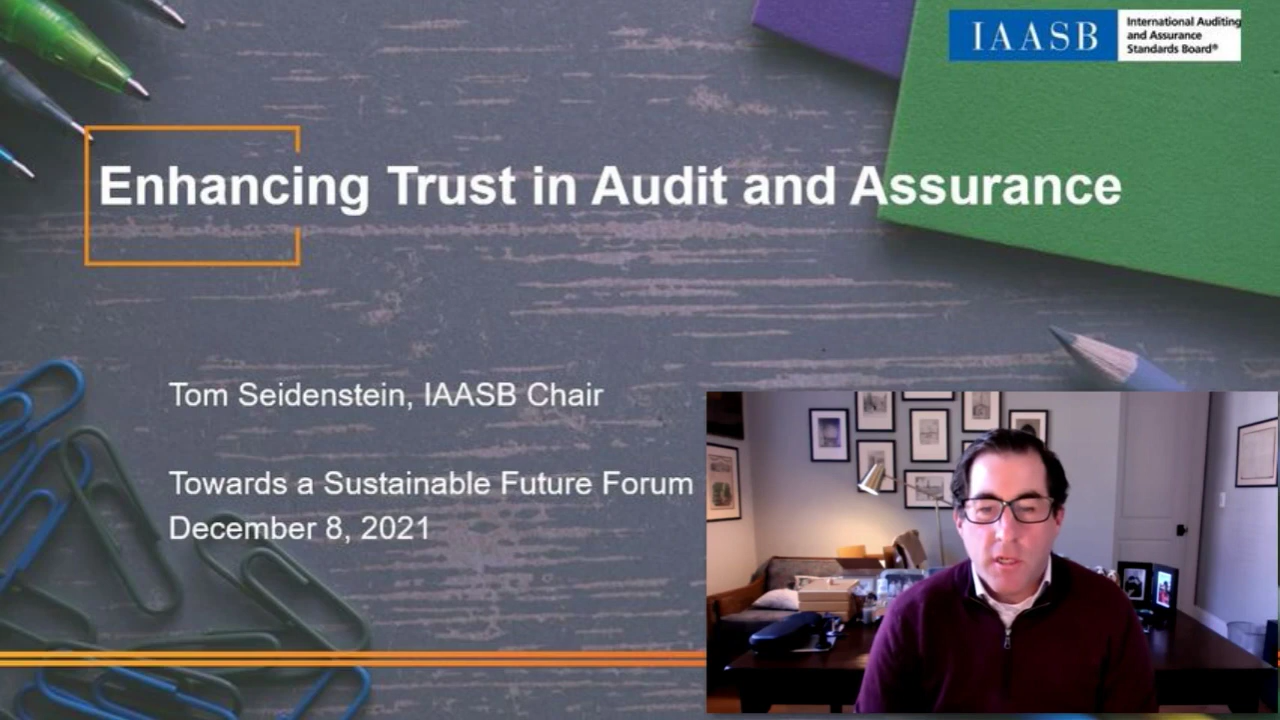 IAASB
International Auditing
and Assurance
Standards Board®
Enhancing Trust in Audit and Assurance
Tom Seidenstein, IAASB Chair
Towards a Sustainable Future Forum
December 8, 2021